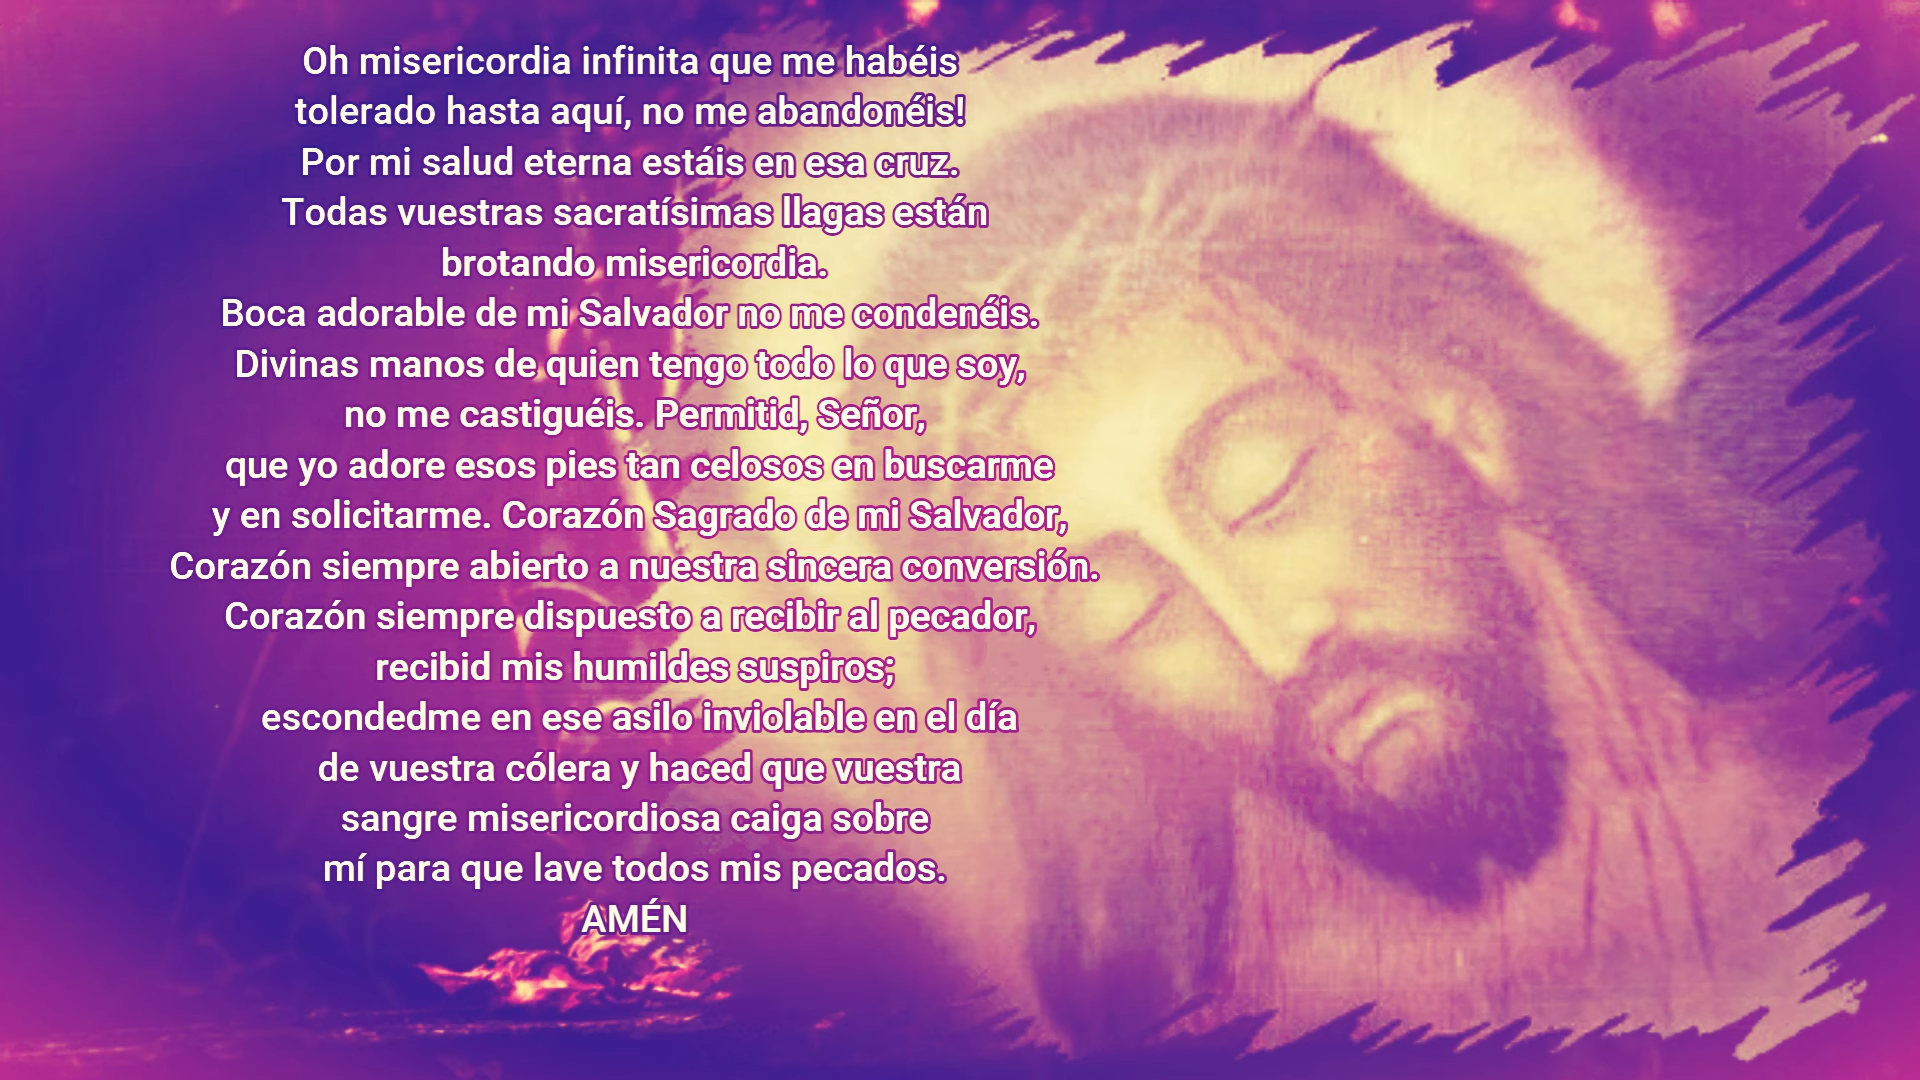 Oh misericordia infinita que me habéis
tolerado hasta aquí, no me abandonéis!
Por mi salud eterna estáis en esa cruz.
Todas vuestras sacratísimas llagas están
brotando misericordia.
Boca adorable de mi Salvador no me condenéis.
Divinas manos de quien tengo todo lo que soy,
no me castiguéis. Permitid, Señor,
que yo adore esos pies tan celosos en buscarme
y en solicitarme. Corazón Sagrado de mi Salvador,
Corazón siempre abierto a nuestra sincera conversión.
Corazón siempre dispuesto a recibir al pecador,
recibid mis humildes suspiros;
escondedme en ese asilo inviolable en el día
de vuestra cólera y haced que vuestra
sangre misericordiosa caiga sobre
mí para que lave todos mis pecados.
AMÉN